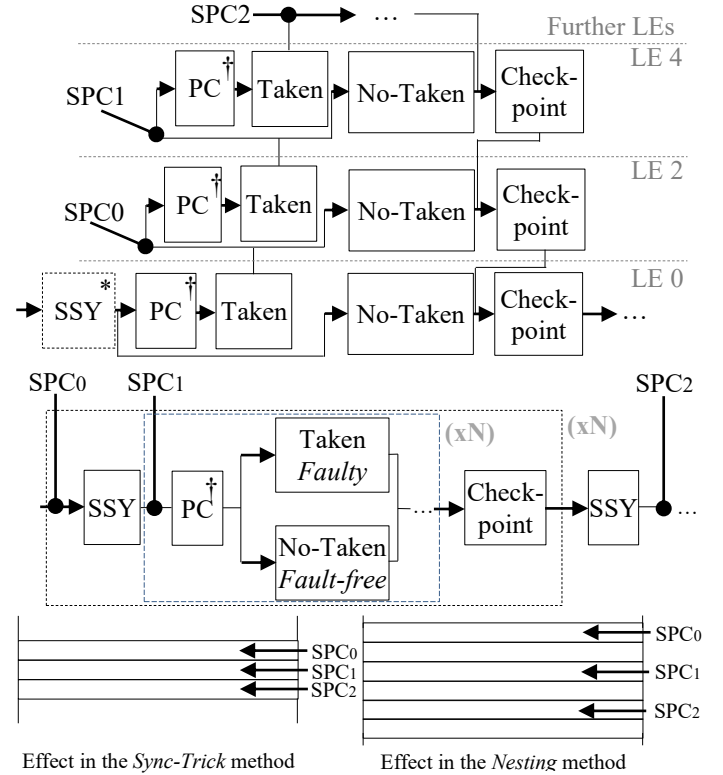 SPC2
...
Further LEs
LE 4
SPC1
PC†
Taken
No-Taken
Check-
point
LE 2
SPC0
PC†
Taken
No-Taken
Check-
point
LE 0
SSY*
PC†
Taken
No-Taken
Check-
point
...
SPC0
SPC1
SPC2
(xN)
(xN)
SSY
PC†
Taken
Faulty
No-Taken
Fault-free
...
Check-
point
SSY
...
SPC0
SPC1
SPC2
SPC0
SPC1
SPC2
Effect in the Sync-Trick method
Effect in the Nesting method